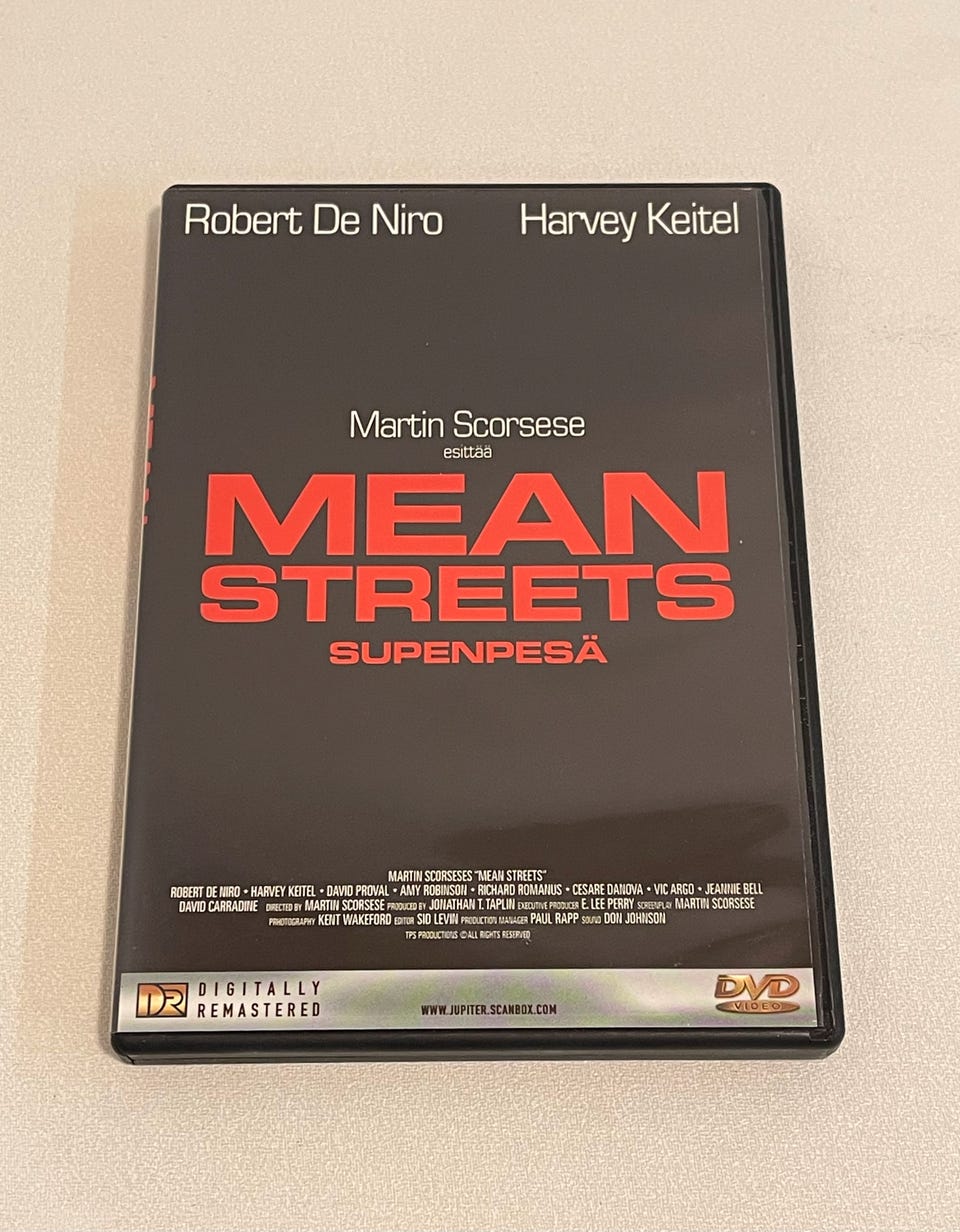 Robert De Niro Harvey Keitel
Martin Scorsese
esittää
MEAN
STREETS
SUPENPESÄ
MARTIN SCORSESES "MEAN STREETS"
ROBERT DE NIRO • HARVEY KEITEL • DAVID PROVAL • AMY ROBINSON • RICHARD ROMANUS • CESARE DANOVA • VIC ARGO • JEANNIE BELL
DAVID CARRADINE DIRECTED BY MARTIN SCORSESE PRODUCED BY JONATHAN T. TAPLIN EXECUTIVE PRODUCER E. LEE PERRY SCREENPLAY MARTIN SCORSESE
PHOTOGRAPHY KENT WAKEFORD EDITOR SID LEVIN PRODUCTION MANAGER PAUL RAPP SOUND DON JOHNSON
TPS PRODUCTIONS © ALL RIGHTS RESERVED
DR DIGITALLY
REMASTERED
WWW.JUPITER.SCANBOX.COM
DVD
VIDEO